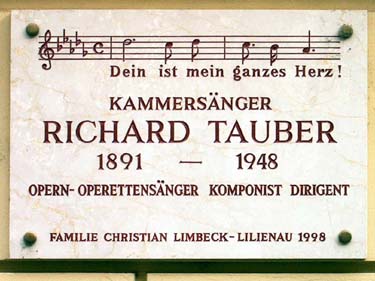 Dein ist mein ganzes Herz!
KAMMERSÄNGER
RICHARD TAUBER
1891 — 1948
OPERN-OPERETTENSÄNGER KOMPONIST DIRIGENT
FAMILIE CHRISTIAN LIMBECK-LILIENAU 1998